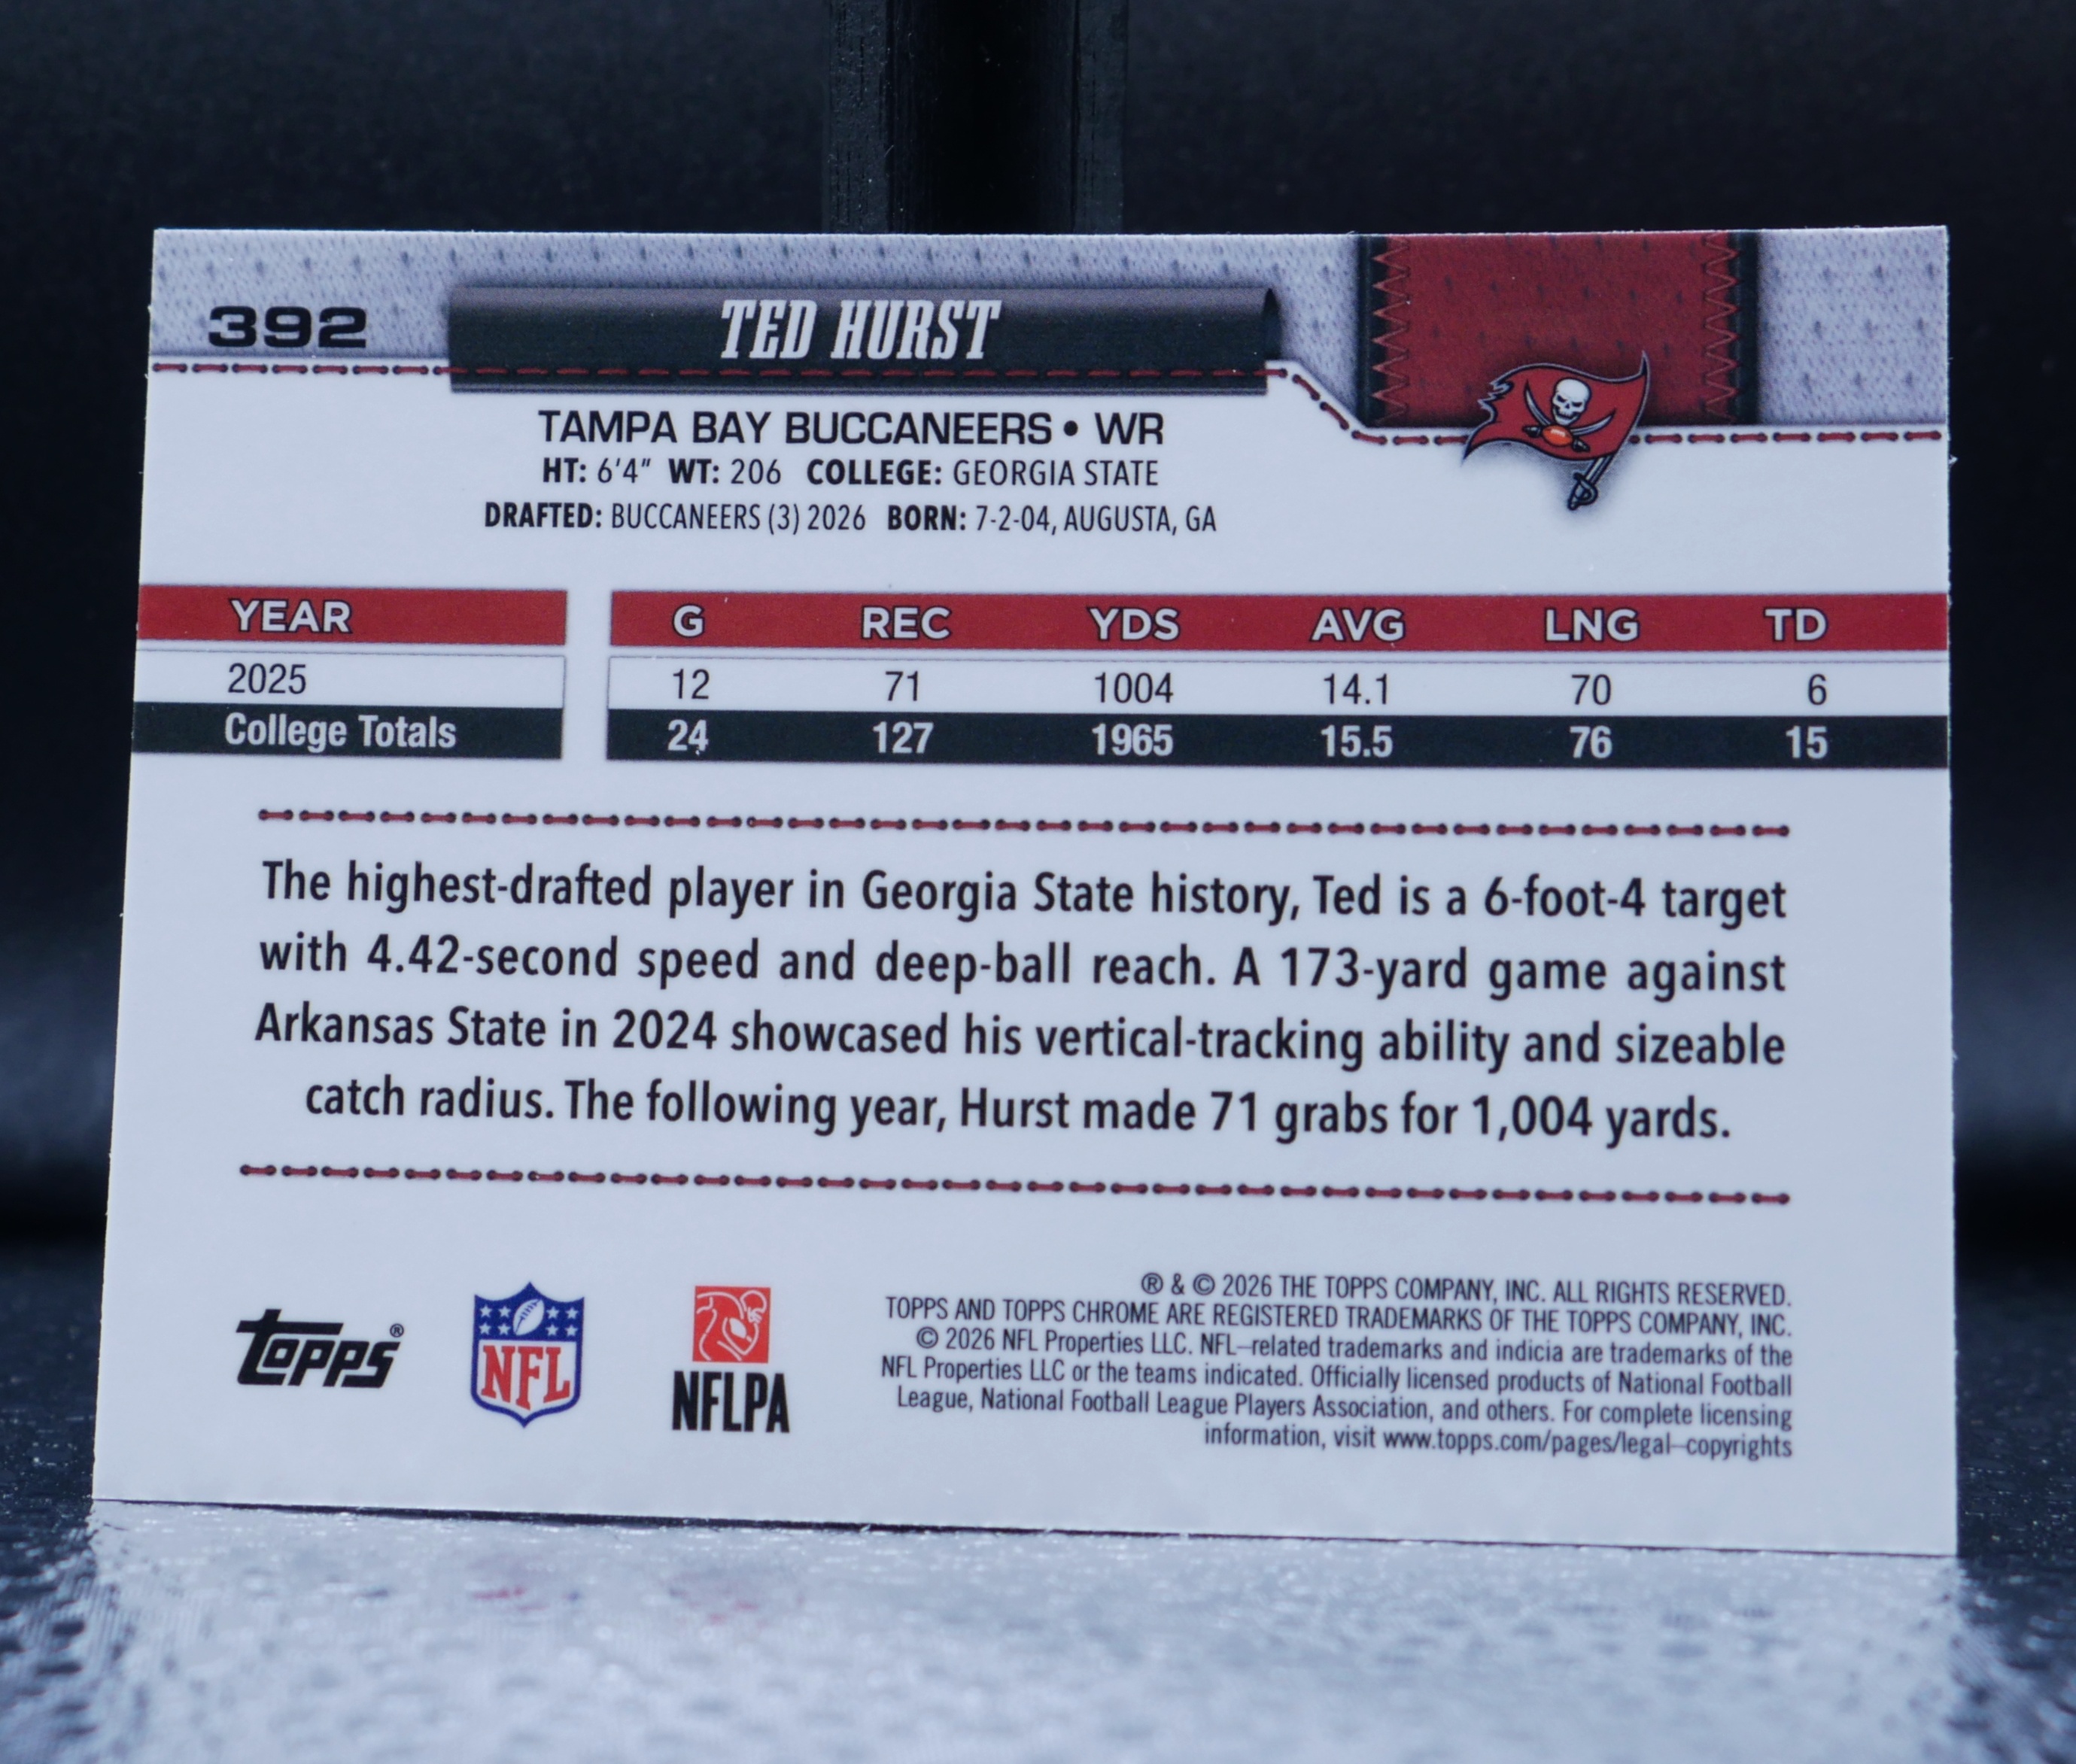 392
TED HURST
TAMPA BAY BUCCANEERS • WR
HT: 6'4" WT: 206 COLLEGE: GEORGIA STATE
DRAFTED: BUCCANEERS (3) 2026 BORN: 7-2-04, AUGUSTA, GA
YEAR G REC YDS AVG LNG TD
2025 12 71 1004 14.1 70 6
College Totals 24 127 1965 15.5 76 15
The highest-drafted player in Georgia State history, Ted is a 6-foot-4 target
with 4.42-second speed and deep-ball reach. A 173-yard game against
Arkansas State in 2024 showcased his vertical-tracking ability and sizeable
catch radius. The following year, Hurst made 71 grabs for 1,004 yards.
topps®
NFL
NFLPA
® & © 2026 THE TOPPS COMPANY, INC. ALL RIGHTS RESERVED.
TOPPS AND TOPPS CHROME ARE REGISTERED TRADEMARKS OF THE TOPPS COMPANY, INC.
© 2026 NFL Properties LLC. NFL–related trademarks and indicia are trademarks of the
NFL Properties LLC or the teams indicated. Officially licensed products of National Football
League, National Football League Players Association, and others. For complete licensing
information, visit www.topps.com/pages/legal–copyrights